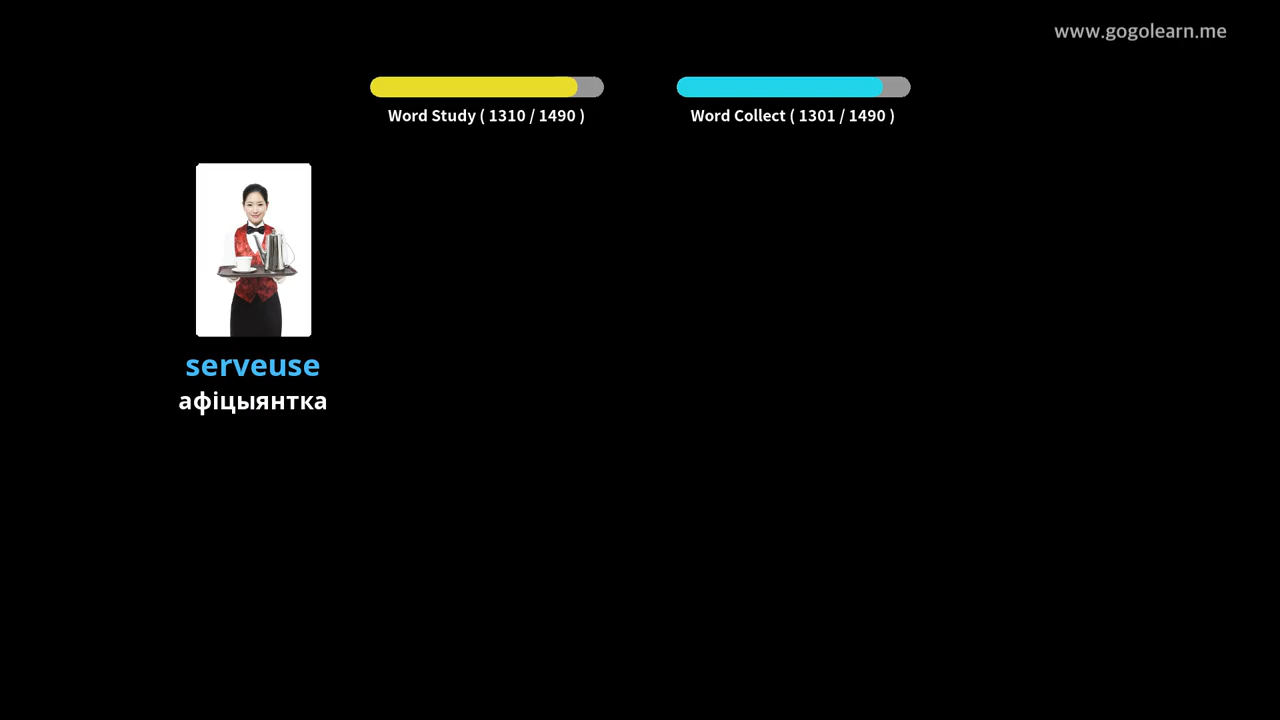 www.gogolearn.me
Word Study ( 1310 / 1490 )
Word Collect ( 1301 / 1490 )
serveuse
афіцыянтка